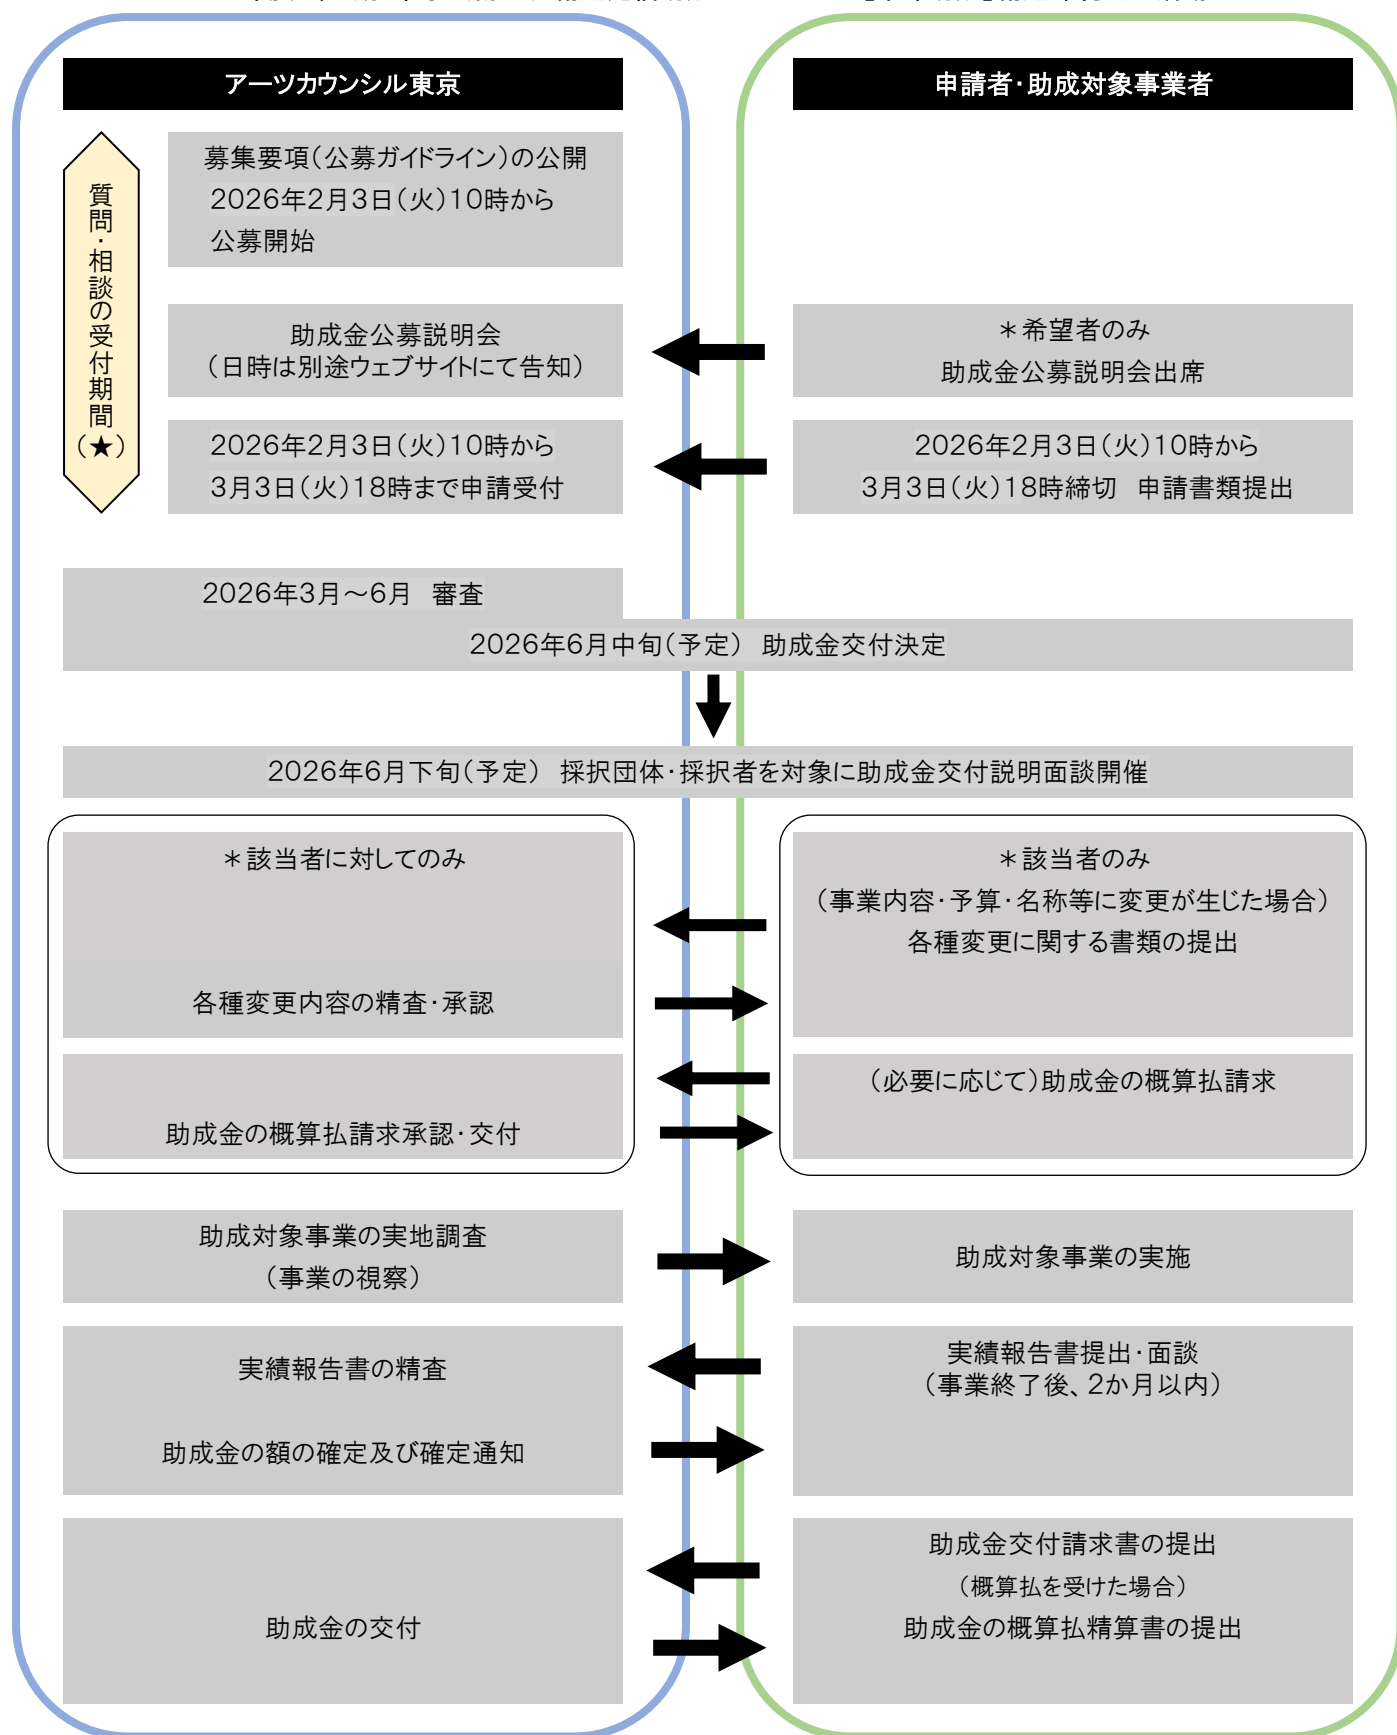 アーツカウンシル東京
申請者・助成対象事業者
質問・相談の受付期間(★)
募集要項(公募ガイドライン)の公開
2026年2月3日(火)10時から
公募開始
助成金公募説明会
(日時は別途ウェブサイトにて告知)
*希望者のみ
助成金公募説明会出席
2026年2月3日(火)10時から
3月3日(火)18時まで申請受付
2026年2月3日(火)10時から
3月3日(火)18時締切 申請書類提出
2026年3月~6月 審査
2026年6月中旬(予定) 助成金交付決定
2026年6月下旬(予定) 採択団体・採択者を対象に助成金交付説明面談開催
*該当者に対してのみ
各種変更内容の精査・承認
*該当者のみ
(事業内容・予算・名称等に変更が生じた場合)
各種変更に関する書類の提出
助成金の概算払請求承認・交付
(必要に応じて)助成金の概算払請求
助成対象事業の実地調査
(事業の視察)
助成対象事業の実施
実績報告書の精査
助成金の額の確定及び確定通知
実績報告書提出・面談
(事業終了後、2か月以内)
助成金の交付
助成金交付請求書の提出
(概算払を受けた場合)
助成金の概算払精算書の提出